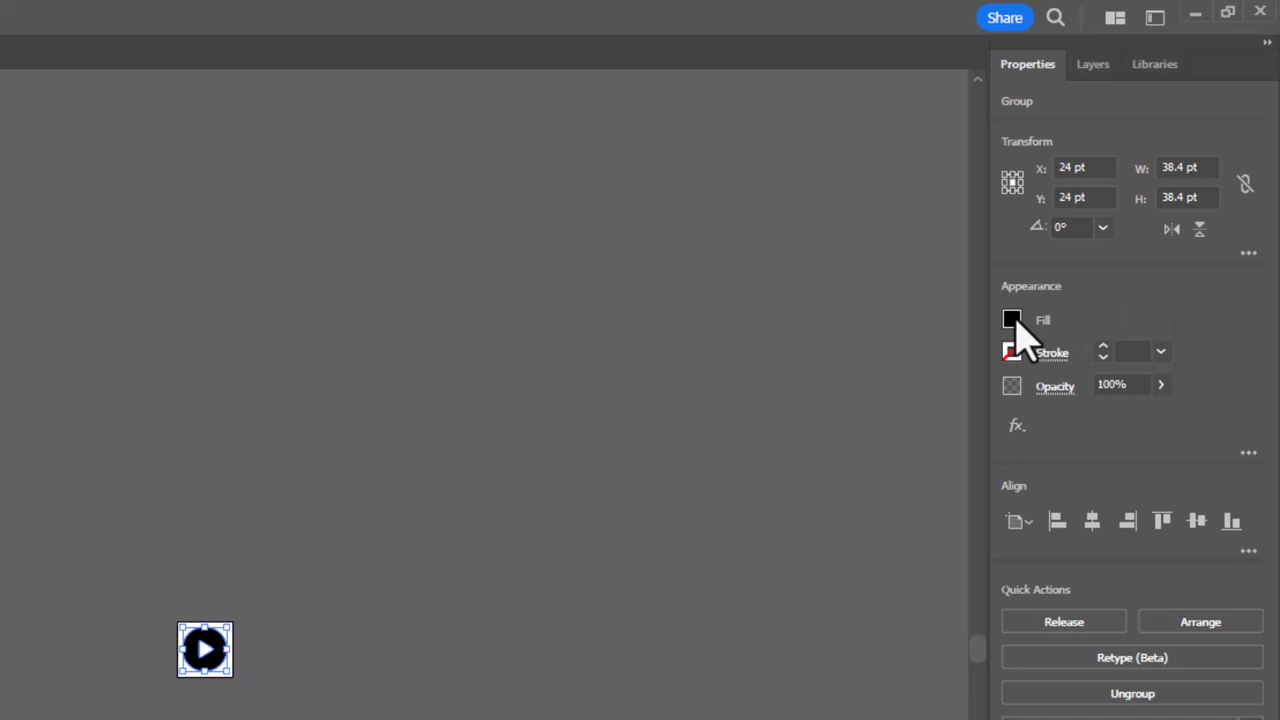 Share
Properties Layers Libraries
Group
Transform
X: 24 pt W: 38.4 pt
Y: 24 pt H: 38.4 pt
0°
Appearance
Fill
Stroke
Opacity 100%
fx.
Align
Quick Actions
Release Arrange
Retype (Beta)
Ungroup